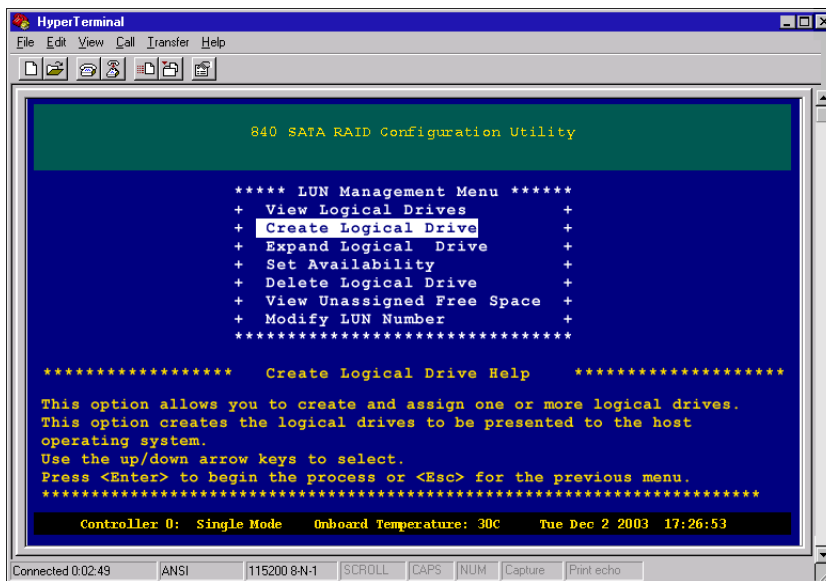 HyperTerminal
File Edit View Call Transfer Help
840 SATA RAID Configuration Utility
***** LUN Management Menu ******
+ View Logical Drives +
+ Create Logical Drive +
+ Expand Logical Drive +
+ Set Availability +
+ Delete Logical Drive +
+ View Unassigned Free Space +
+ Modify LUN Number +
********************************
****************** Create Logical Drive Help ********************
This option allows you to create and assign one or more logical drives.
This option creates the logical drives to be presented to the host
operating system.
Use the up/down arrow keys to select.
Press <Enter> to begin the process or <Esc> for the previous menu.
********************************************************************
Controller 0: Single Mode Onboard Temperature: 30C Tue Dec 2 2003 17:26:53
Connected 0:02:49 ANSI 115200 8-N-1 SCROLL CAPS NUM Capture Print echo